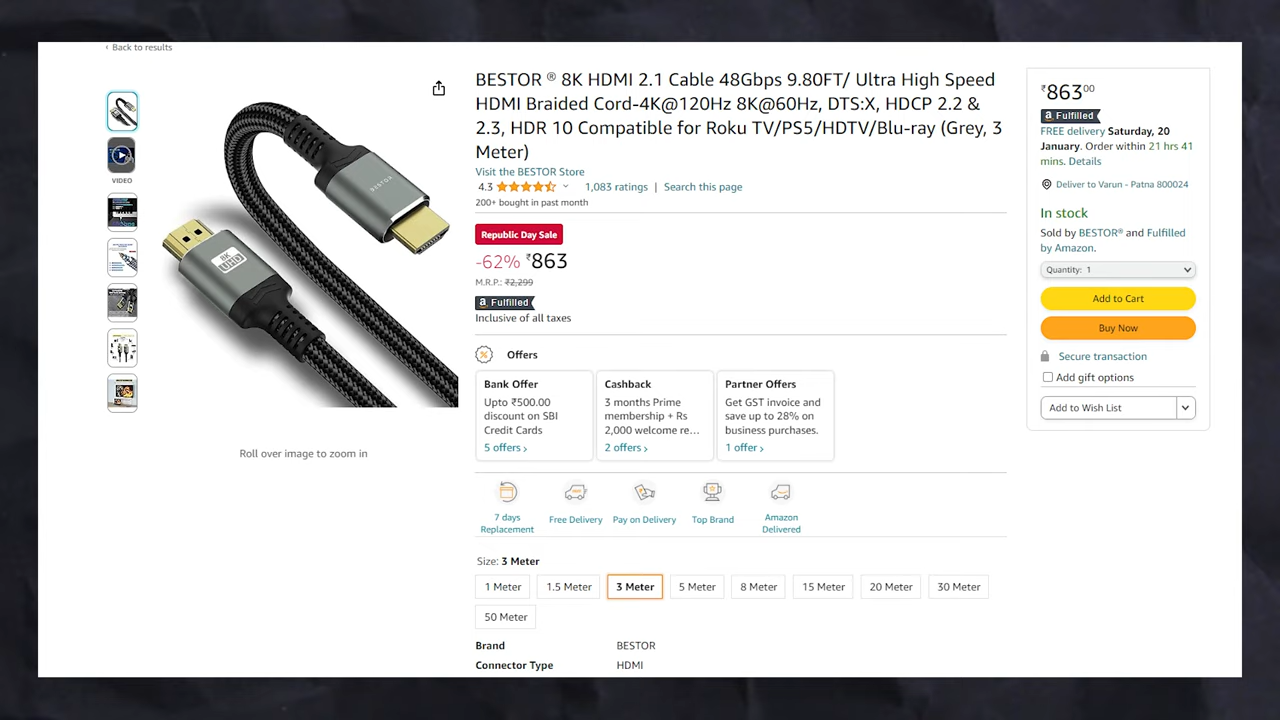 ‹ Back to results
VIDEO
BESTOR
8K
UHD
Roll over image to zoom in
BESTOR ® 8K HDMI 2.1 Cable 48Gbps 9.80FT/ Ultra High Speed
HDMI Braided Cord-4K@120Hz 8K@60Hz, DTS:X, HDCP 2.2 &
2.3, HDR 10 Compatible for Roku TV/PS5/HDTV/Blu-ray (Grey, 3
Meter)
Visit the BESTOR Store
4.3 1,083 ratings | Search this page
200+ bought in past month
Republic Day Sale
-62% ₹863
M.R.P.: ₹2,299
a Fulfilled
Inclusive of all taxes
% Offers
Bank Offer
Upto ₹500.00
discount on SBI
Credit Cards
5 offers ›
Cashback
3 months Prime
membership + Rs
2,000 welcome re…
2 offers ›
Partner Offers
Get GST invoice and
save up to 28% on
business purchases.
1 offer ›
7 days
Replacement
Free Delivery
Pay on Delivery
Top Brand
Amazon
Delivered
Size: 3 Meter
1 Meter 1.5 Meter 3 Meter 5 Meter 8 Meter 15 Meter 20 Meter 30 Meter
50 Meter
Brand BESTOR
Connector Type HDMI
₹863 00
a Fulfilled
FREE delivery Saturday, 20
January. Order within 21 hrs 41
mins. Details
Deliver to Varun - Patna 800024
In stock
Sold by BESTOR® and Fulfilled
by Amazon.
Quantity: 1
Add to Cart
Buy Now
Secure transaction
Add gift options
Add to Wish List